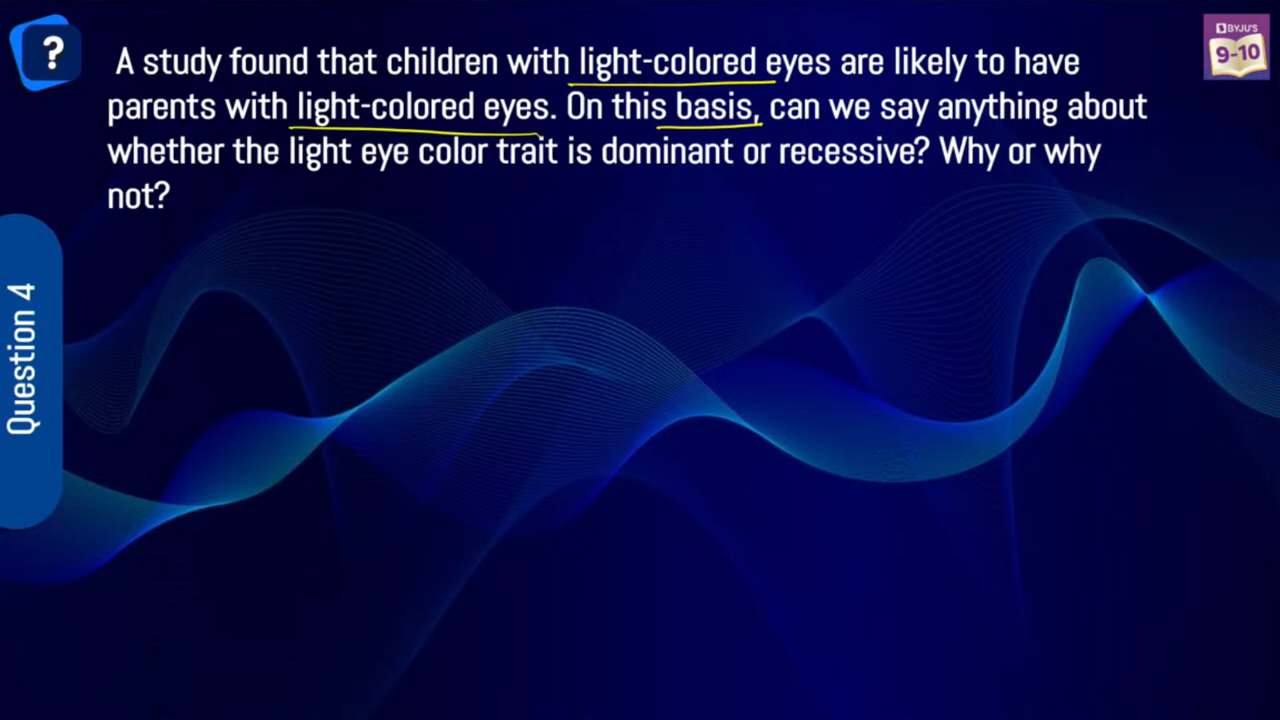 ?
A study found that children with light-colored eyes are likely to have
parents with light-colored eyes. On this basis, can we say anything about
whether the light eye color trait is dominant or recessive? Why or why
not?
BYJU'S
9-10
Question 4